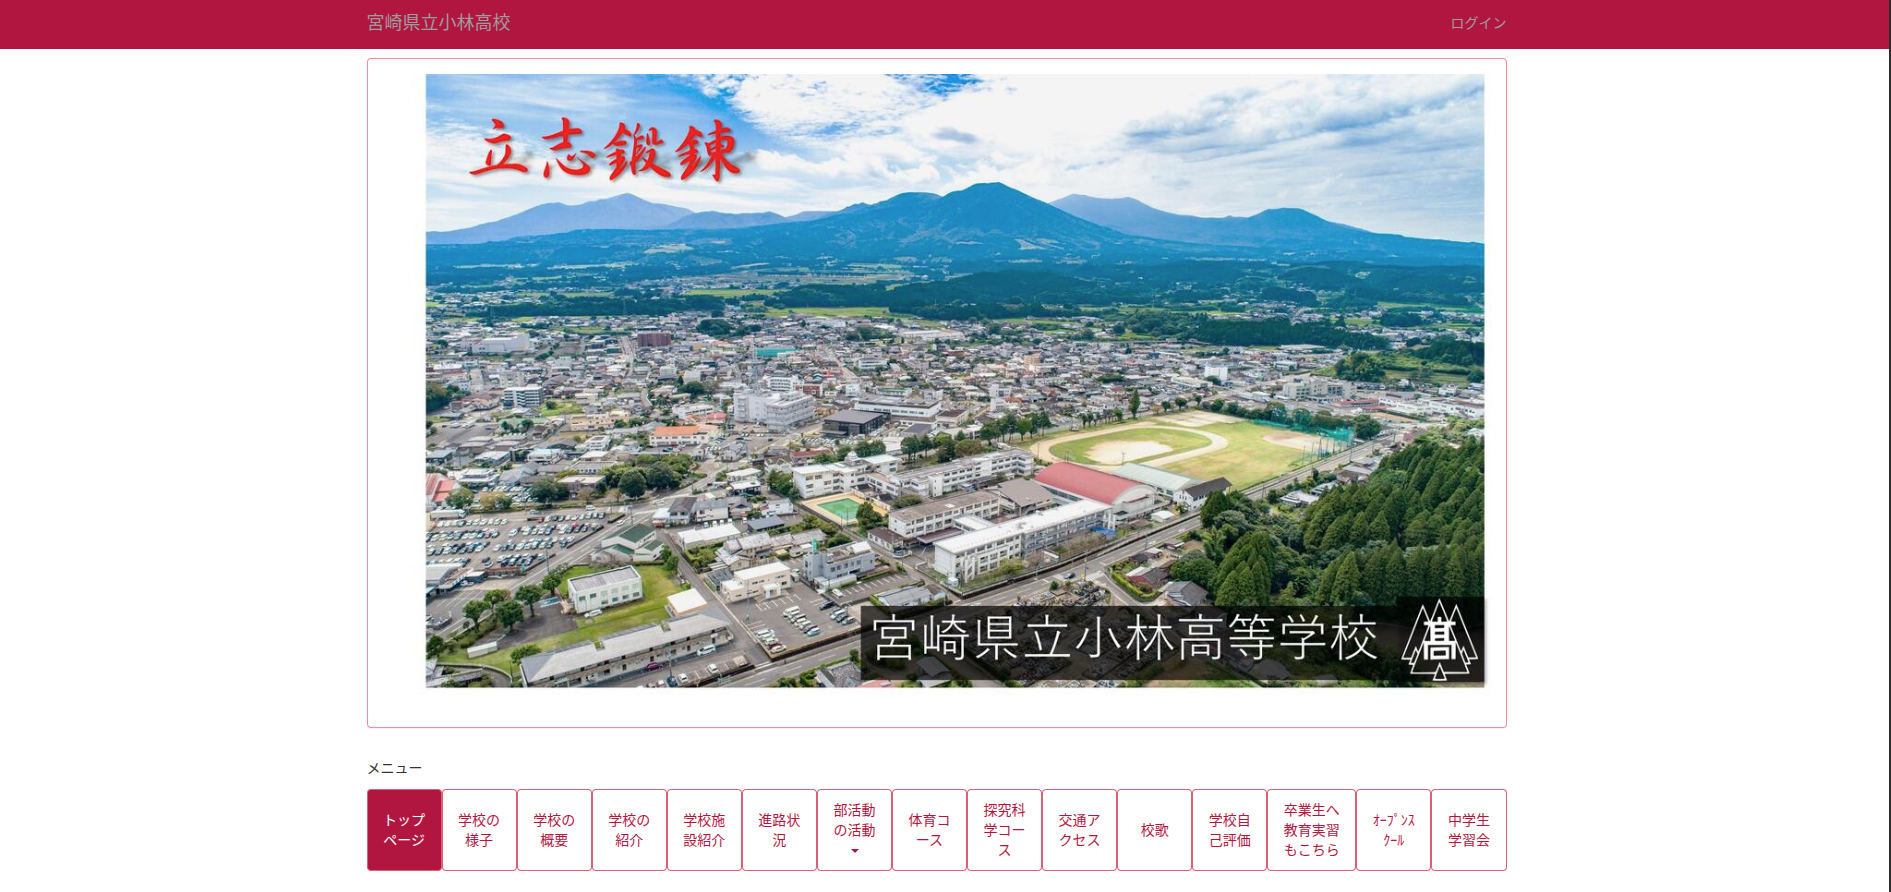 宮崎県立小林高校
ログイン
立志鍛錬
宮崎県立小林高等学校
髙
メニュー
トップ
ページ
学校の
様子
学校の
概要
学校の
紹介
学校施
設紹介
進路状
況
部活動
の活動
体育コ
ース
探究科
学コー
ス
交通ア
クセス
校歌
学校自
己評価
卒業生へ
教育実習
もこちら
ｵｰﾌﾟﾝｽ
ｸｰﾙ
中学生
学習会